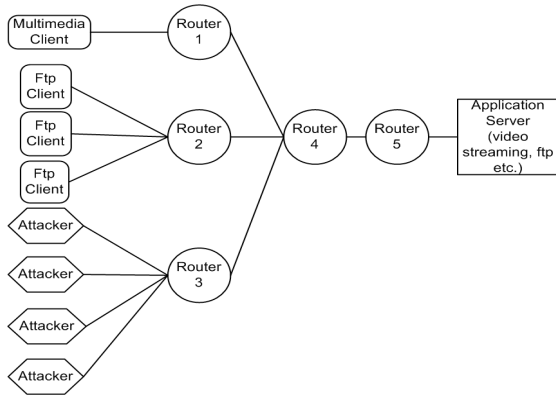 Multimedia
Client
Router
1
Ftp
Client
Ftp
Client
Ftp
Client
Router
2
Router
4
Router
5
Application
Server
(video
streaming, ftp
etc.)
Attacker
Attacker
Attacker
Attacker
Router
3